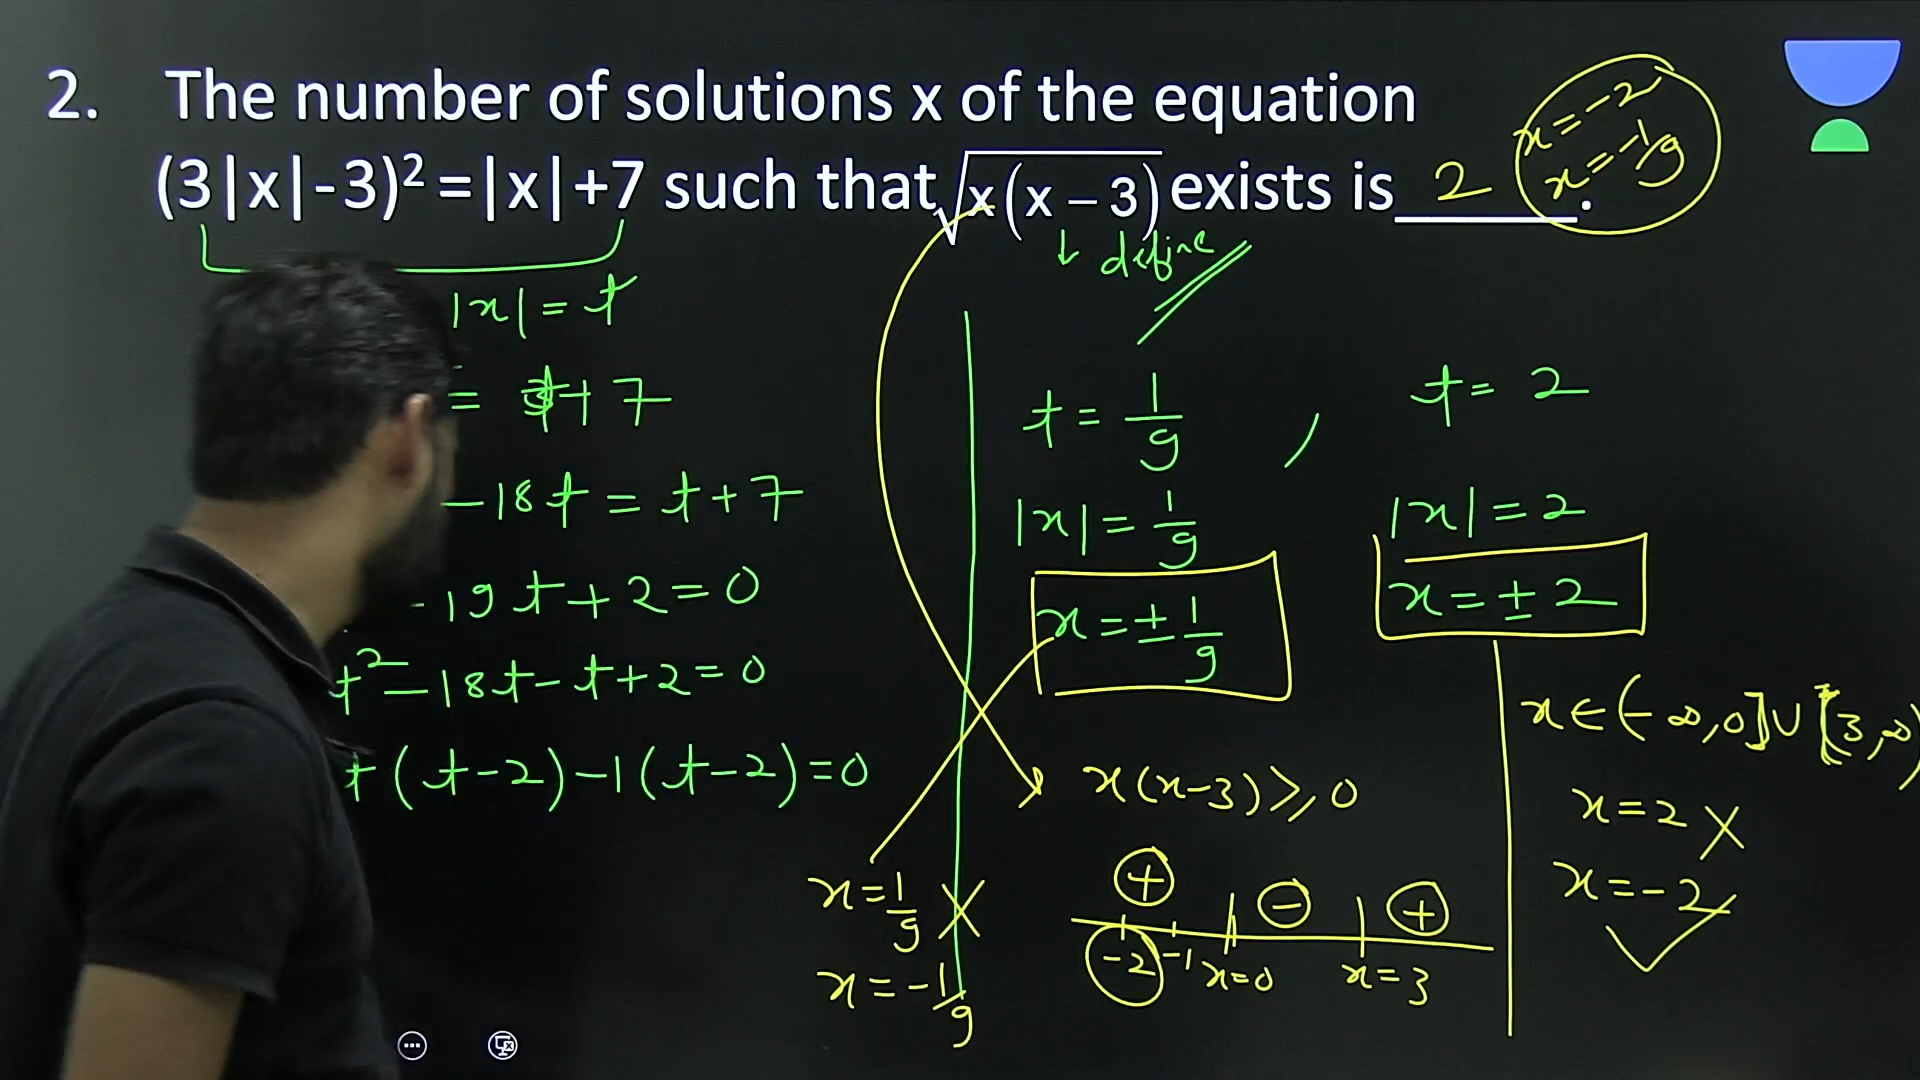 2. The number of solutions x of the equation
(3|x|-3)² = |x|+7 such that √x(x – 3) exists is 2.
x = -2
x = -1/9
↓ define
|x| = t
= t+7
-18t = t+7
-19t+2=0
t²-18t-t+2=0
t(t-2)-1(t-2)=0
t = 1/9 , t = 2
|x| = 1/9
x = ± 1/9
|x| = 2
x = ± 2
x(x-3) ≥ 0
+ - +
-2 -1 x=0 x=3
x = 1/9 ×
x = -1/9
x ∈ (-∞,0] ∪ [3,∞)
x = 2 ×
x = -2 ✓